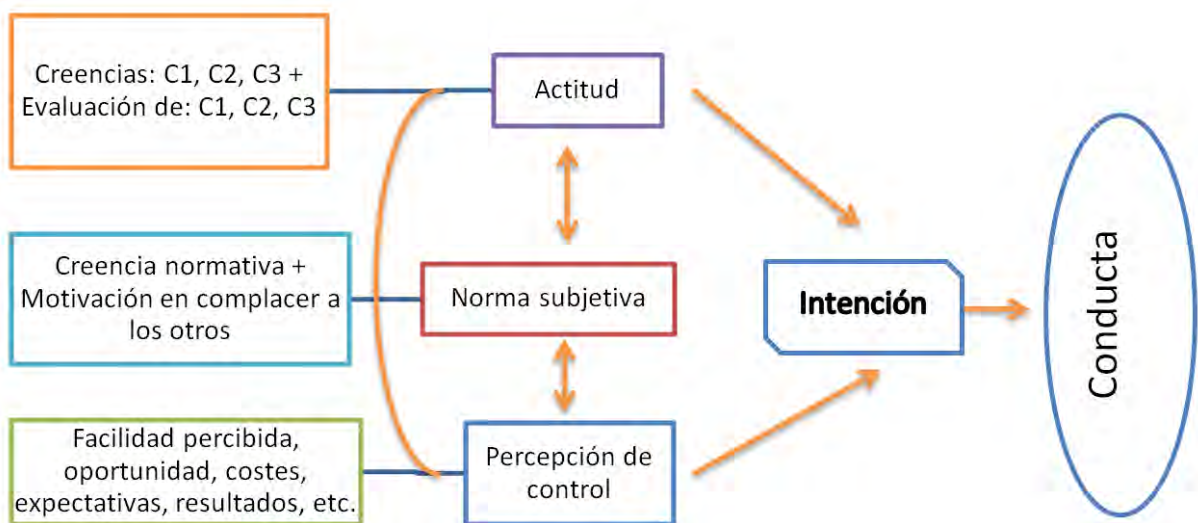 Creencias: C1, C2, C3 +
Evaluación de: C1, C2, C3
Actitud
Creencia normativa +
Motivación en complacer a
los otros
Norma subjetiva
Intención
Conducta
Facilidad percibida,
oportunidad, costes,
expectativas, resultados, etc.
Percepción de
control